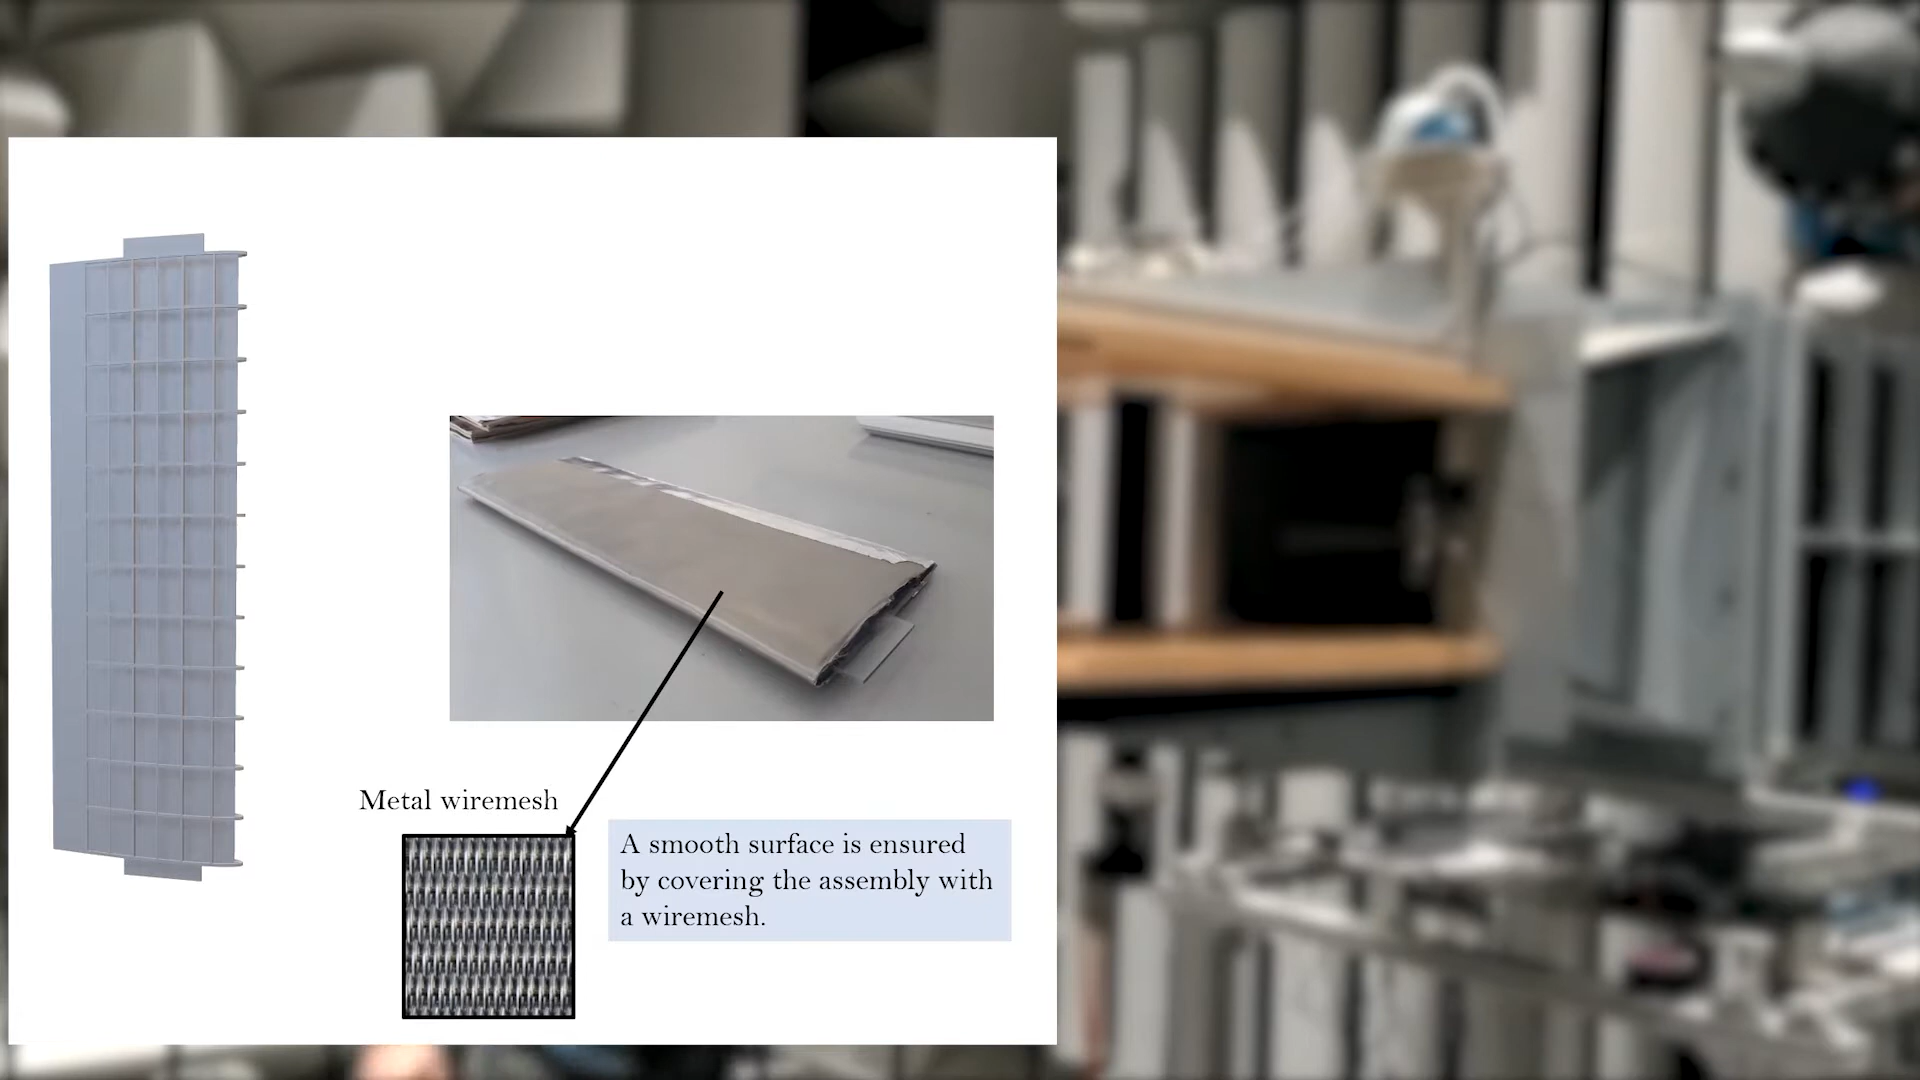 Metal wiremesh
A smooth surface is ensured
by covering the assembly with
a wiremesh.